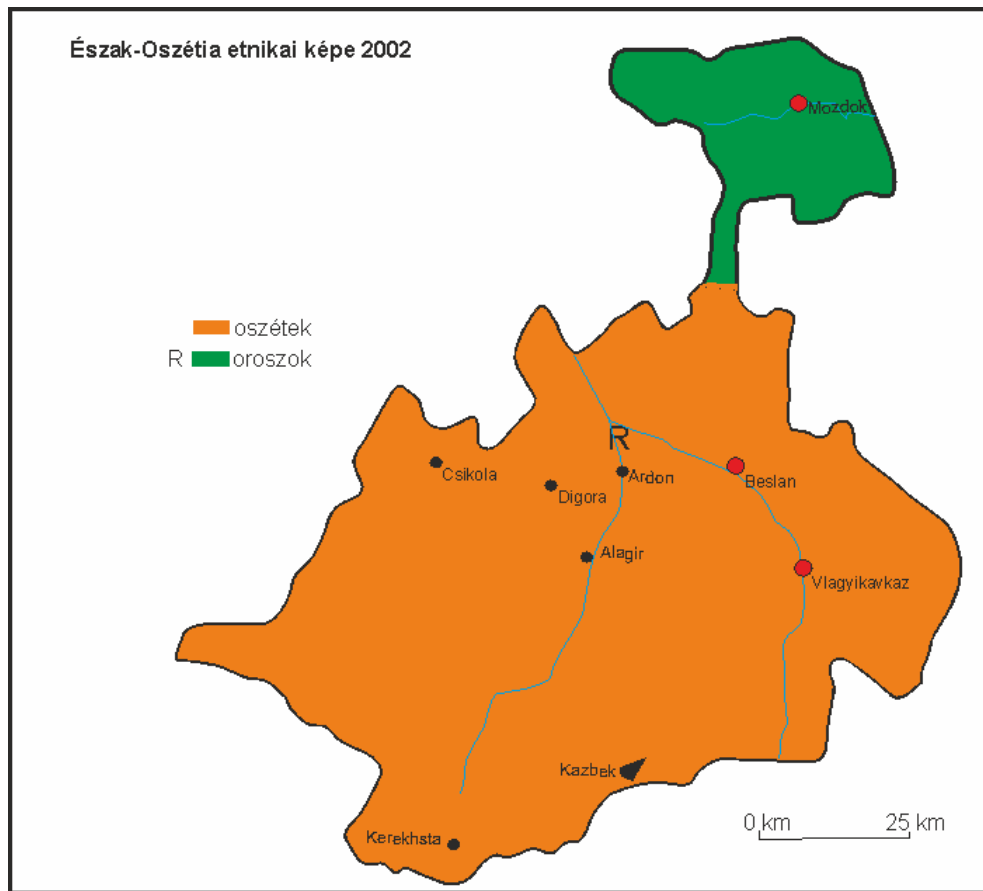 Észak-Oszétia etnikai képe 2002
Mozdok
oszétek
R oroszok
R
Csikola
Digora
Ardon
Beslan
Alagir
Vlagyikavkaz
Kazbek
Kerekhsta
0 km 25 km